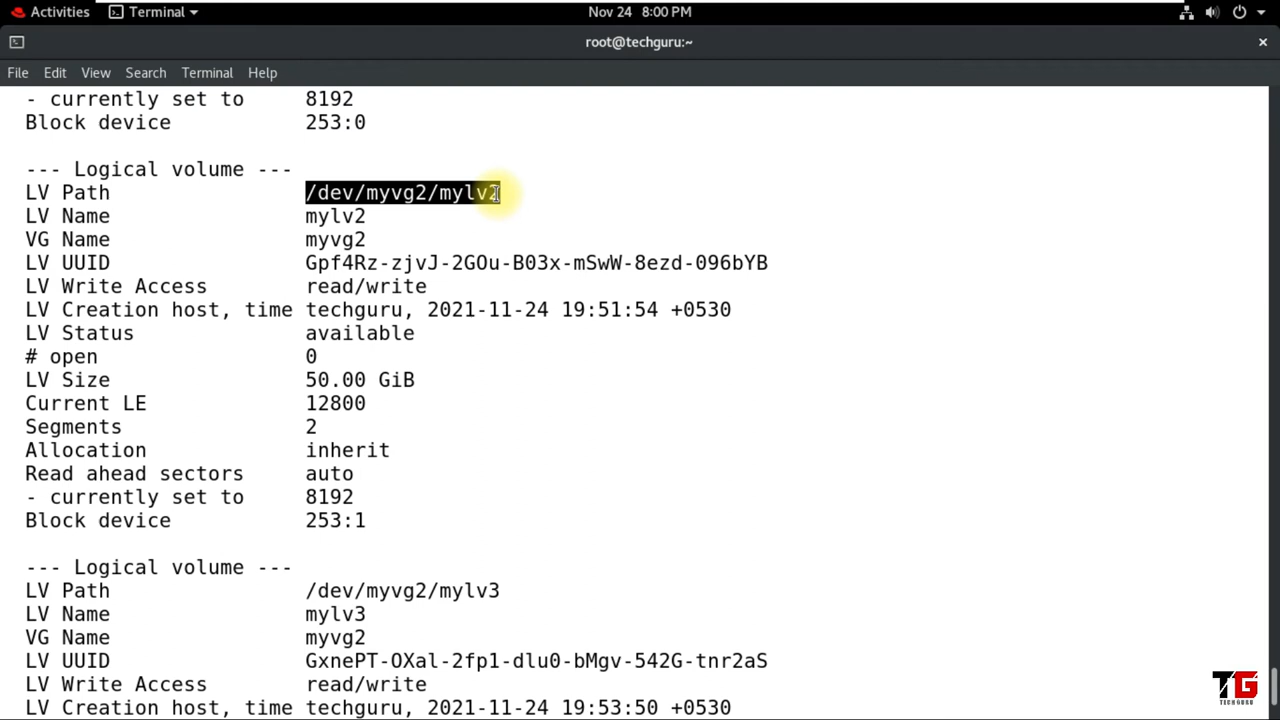 Activities Terminal Nov 24 8:00 PM
root@techguru:~ ×
File Edit View Search Terminal Help
- currently set to 8192
Block device 253:0
--- Logical volume ---
LV Path /dev/myvg2/mylv2
LV Name mylv2
VG Name myvg2
LV UUID Gpf4Rz-zjvJ-2GOu-B03x-mSwW-8ezd-096bYB
LV Write Access read/write
LV Creation host, time techguru, 2021-11-24 19:51:54 +0530
LV Status available
# open 0
LV Size 50.00 GiB
Current LE 12800
Segments 2
Allocation inherit
Read ahead sectors auto
- currently set to 8192
Block device 253:1
--- Logical volume ---
LV Path /dev/myvg2/mylv3
LV Name mylv3
VG Name myvg2
LV UUID GxnePT-OXal-2fp1-dlu0-bMgv-542G-tnr2aS
LV Write Access read/write
LV Creation host, time techguru, 2021-11-24 19:53:50 +0530
TG
TECHGURU